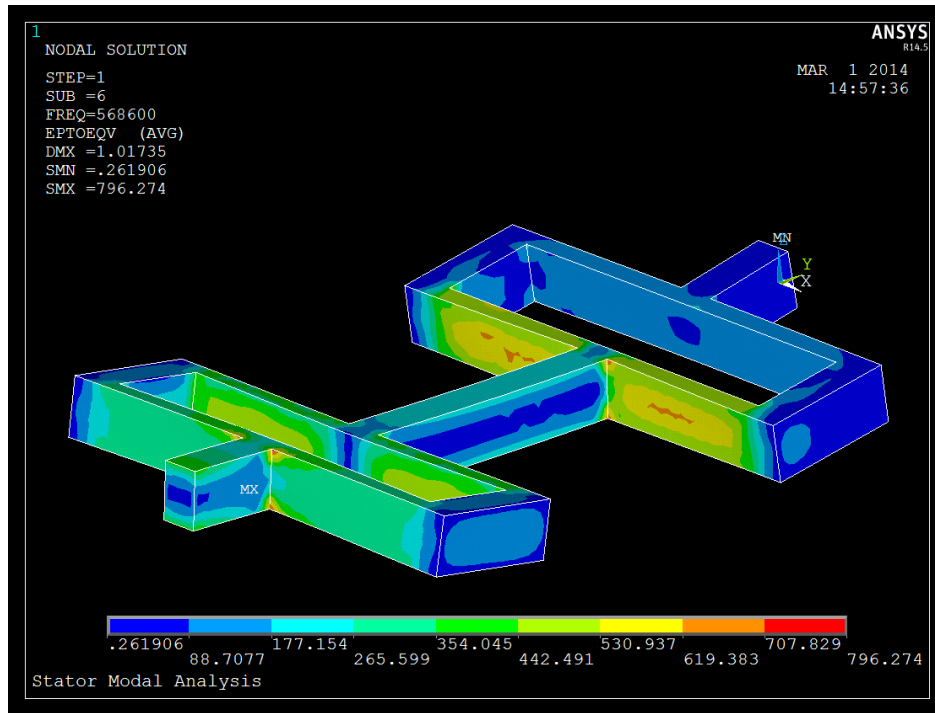 1
ANSYS
R14.5
NODAL SOLUTION
MAR 1 2014
14:57:36
STEP=1
SUB =6
FREQ=568600
EPTOEQV (AVG)
DMX =1.01735
SMN =.261906
SMX =796.274
MN
Y
X
MX
.261906 177.154 354.045 530.937 707.829
88.7077 265.599 442.491 619.383 796.274
Stator Modal Analysis